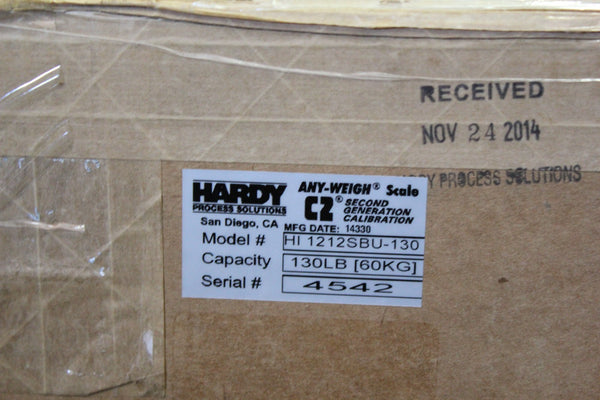 RECEIVED
NOV 24 2014
PROCESS SOLUTIONS
HARDY
PROCESS SOLUTIONS
San Diego, CA
ANY-WEIGH® Scale
C2® SECOND
GENERATION
CALIBRATION
MFG DATE: 14330
Model # HI 1212SBU-130
Capacity 130LB [60KG]
Serial # 4542